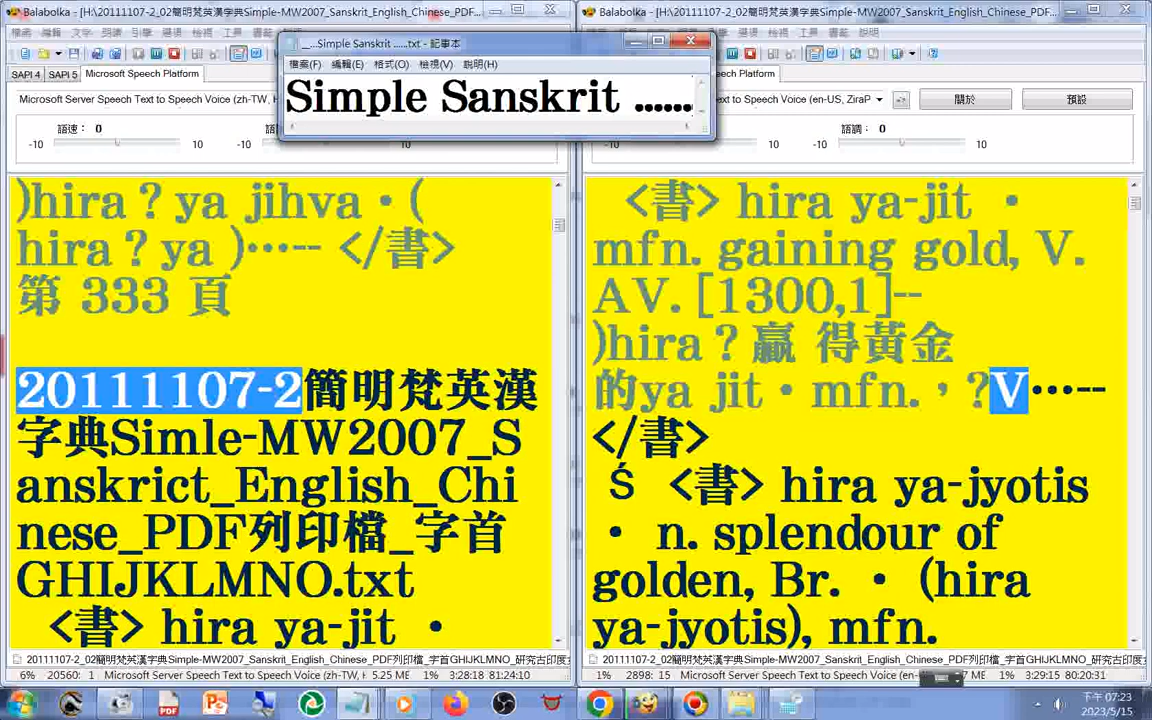 Balabolka - [H:\20111107-2_02簡明梵英漢字典Simple-MW2007_Sanskrit_English_Chinese_PDF...
Balabolka - [H:\20111107-2_02簡明梵英漢字典Simple-MW2007_Sanskrit_English_Chinese_PDF...
__...Simple Sanskrit ......txt - 記事本
檔案(F) 編輯(E) 格式(O) 檢視(V) 說明(H)
Simple Sanskrit ......
SAPI 4 SAPI 5 Microsoft Speech Platform
Microsoft Server Speech Text to Speech Voice (zh-TW, H
語速： 0
-10 10 -10 10
eech Platform
ext to Speech Voice (en-US, ZiraP 關於 預設
語調： 0
-10 10 -10 10
)hira？ya jihva・(
hira？ya )…-- </書>
第 333 頁
20111107-2簡明梵英漢
字典Simle-MW2007_S
anskrict_English_Chi
nese_PDF列印檔_字首
GHIJKLMNO.txt
<書> hira ya-jit ・
<書> hira ya-jit ・
mfn. gaining gold, V.
AV. [1300,1]--
)hira？贏 得黃金
的ya jit・mfn.，?V…--
</書>
Ś <書> hira ya-jyotis
・ n. splendour of
golden, Br. ・ (hira
ya-jyotis), mfn.
20111107-2_02簡明梵英漢字典Simple-MW2007_Sanskrit_English_Chinese_PDF列印檔_字首GHIJKLMNO_研究古印度
6% 20560: 1 Microsoft Server Speech Text to Speech Voice (zh-TW, 5.25 ME 1% 3:28:18 81:24:10
20111107-2_02簡明梵英漢字典Simple-MW2007_Sanskrit_English_Chinese_PDF列印檔_字首GHIJKLMNO_研究古印度
1% 2898: 15 Microsoft Server Speech Text to Speech V ME 1% 3:29:15 80:20:31
下午 07:23
2023/5/15